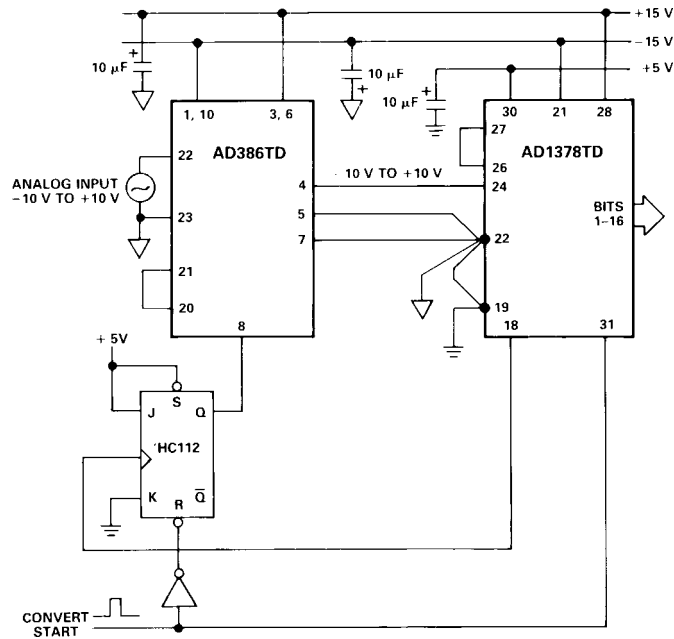 +15 V
−15 V
10 μF
+
10 μF
+
+5 V
10 μF
+
1, 10
3, 6
30
21
28
AD386TD
AD1378TD
22
27
26
ANALOG INPUT
−10 V TO +10 V
4
10 V TO +10 V
24
BITS
1–16
23
5
7
22
21
20
19
8
18
31
+ 5V
J
S
Q
'HC112
K
R
Q̅
CONVERT
START